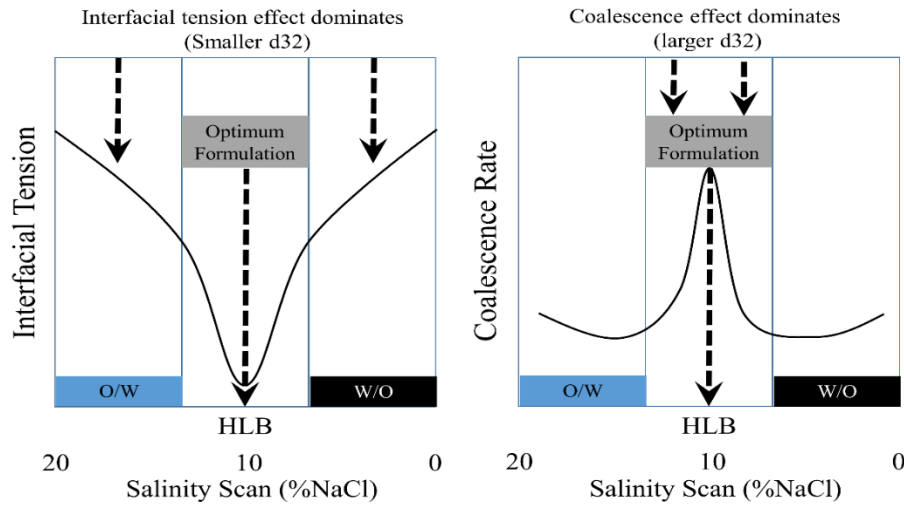 Interfacial tension effect dominates
(Smaller d32)
Interfacial Tension
Optimum
Formulation
O/W
W/O
HLB
20
10
0
Salinity Scan (%NaCl)
Coalescence effect dominates
(larger d32)
Coalescence Rate
Optimum
Formulation
O/W
W/O
HLB
20
10
0
Salinity Scan (%NaCl)